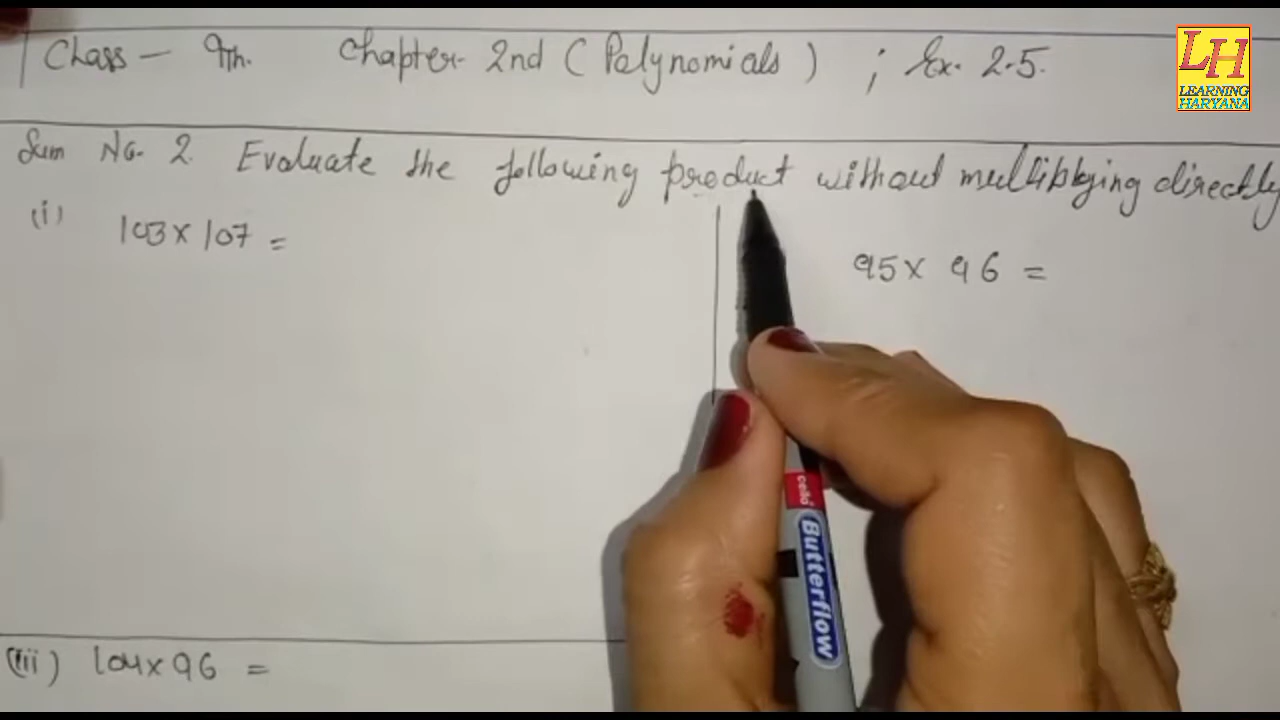 Class – 9th. Chapter 2nd (Polynomials) ; Ex. 2.5.
LH
LEARNING
HARYANA
Sum No. 2. Evaluate the following product without multiplying directly
(i) 103 x 107 =
95 x 96 =
cello
Butterflow
(iii) 104 x 96 =